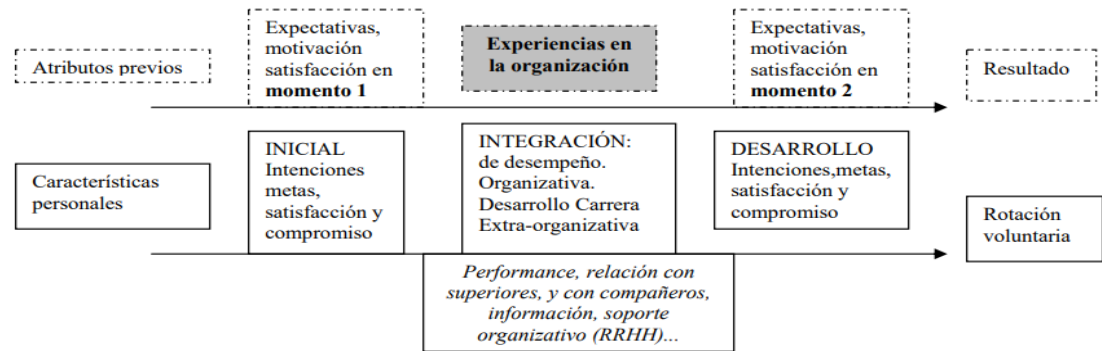 Atributos previos
Expectativas,
motivación
satisfacción en
momento 1
Experiencias en
la organización
Expectativas,
motivación
satisfacción en
momento 2
Resultado
Características
personales
INICIAL
Intenciones
metas,
satisfacción y
compromiso
INTEGRACIÓN:
de desempeño.
Organizativa.
Desarrollo Carrera
Extra-organizativa
DESARROLLO
Intenciones,metas,
satisfacción y
compromiso
Rotación
voluntaria
Performance, relación con
superiores, y con compañeros,
información, soporte
organizativo (RRHH)...